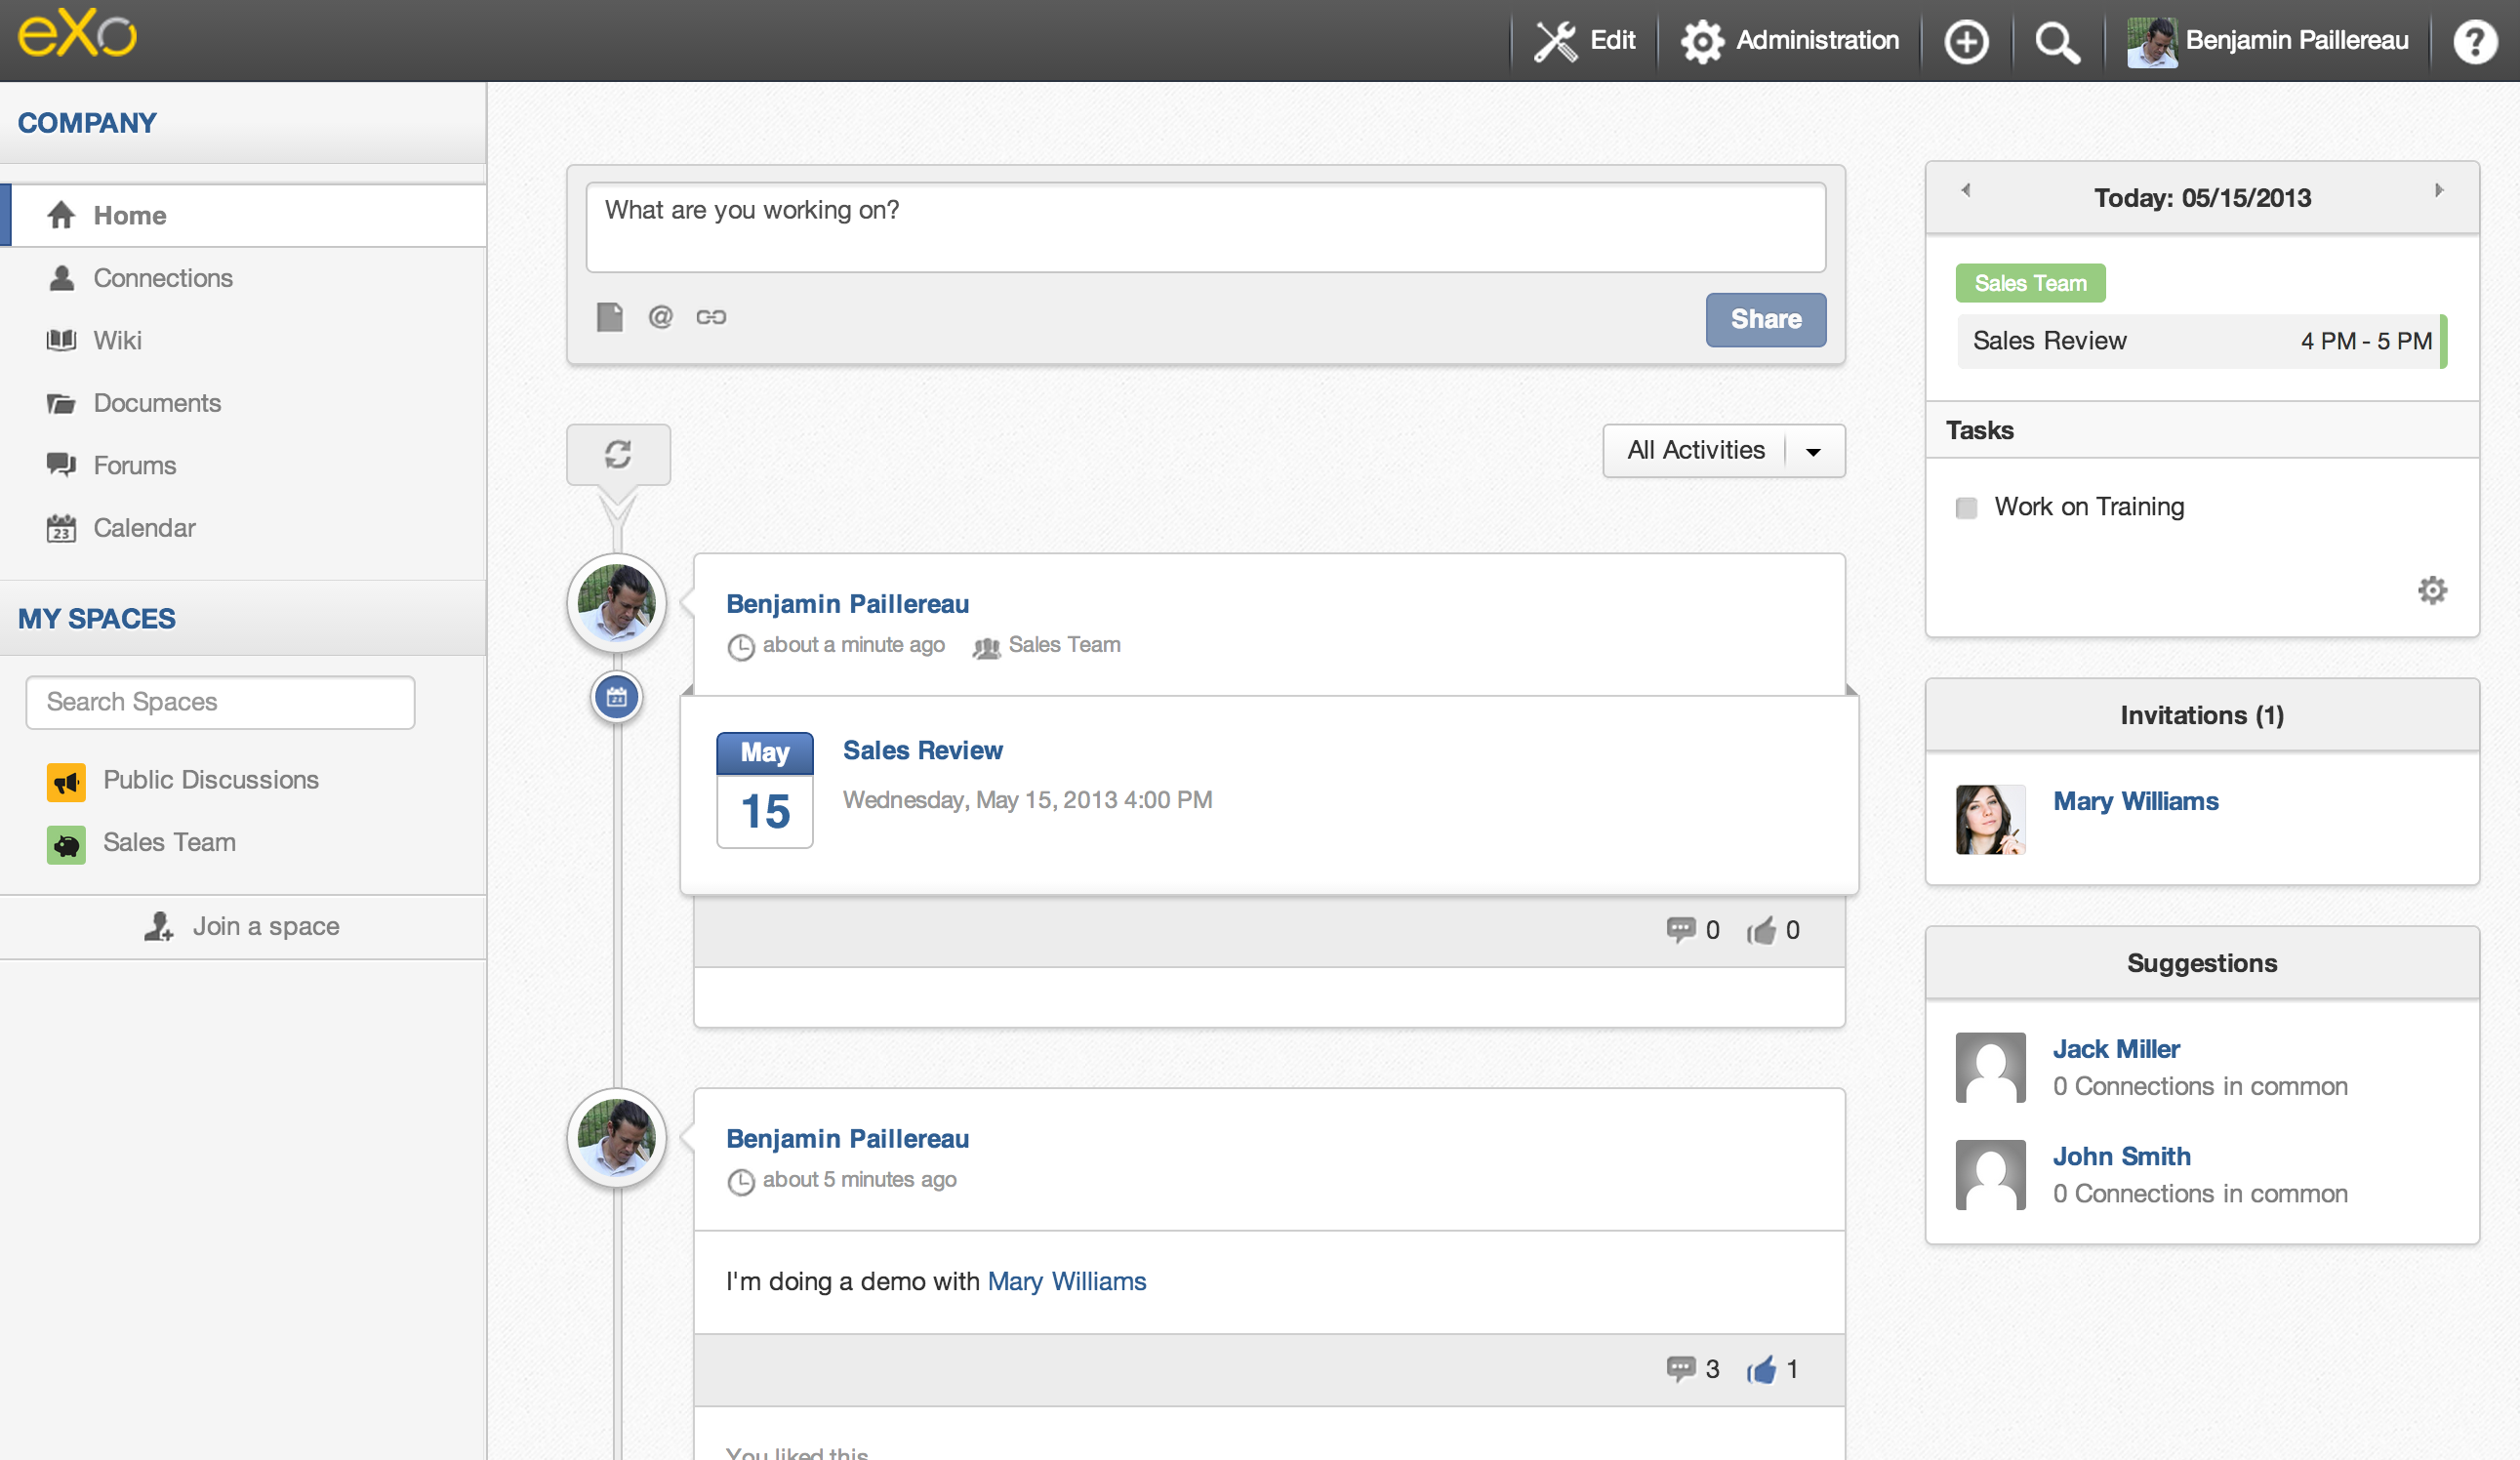 eXo
Edit
Administration
Benjamin Paillereau
?
COMPANY
Home
Connections
Wiki
Documents
Forums
23
Calendar
MY SPACES
Search Spaces
Public Discussions
Sales Team
Join a space
What are you working on?
@
Share
All Activities
Benjamin Paillereau
about a minute ago
Sales Team
May
15
Sales Review
Wednesday, May 15, 2013 4:00 PM
0
0
Benjamin Paillereau
about 5 minutes ago
I'm doing a demo with Mary Williams
3
1
You liked this
Today: 05/15/2013
Sales Team
Sales Review 4 PM - 5 PM
Tasks
Work on Training
Invitations (1)
Mary Williams
Suggestions
Jack Miller
0 Connections in common
John Smith
0 Connections in common